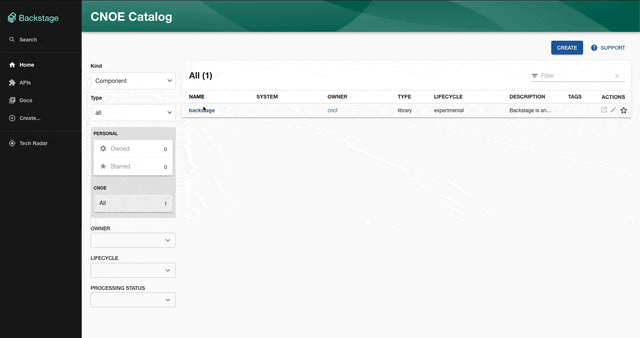 Backstage
Search
Home
APIs
Docs
Create...
Tech Radar
CNOE Catalog
CREATE
SUPPORT
Kind
Component
Type
all
PERSONAL
Owned 0
Starred 0
CNOE
All 1
OWNER
LIFECYCLE
PROCESSING STATUS
All (1)
Filter
NAME SYSTEM OWNER TYPE LIFECYCLE DESCRIPTION TAGS ACTIONS
backstage cncf library experimental Backstage is an...